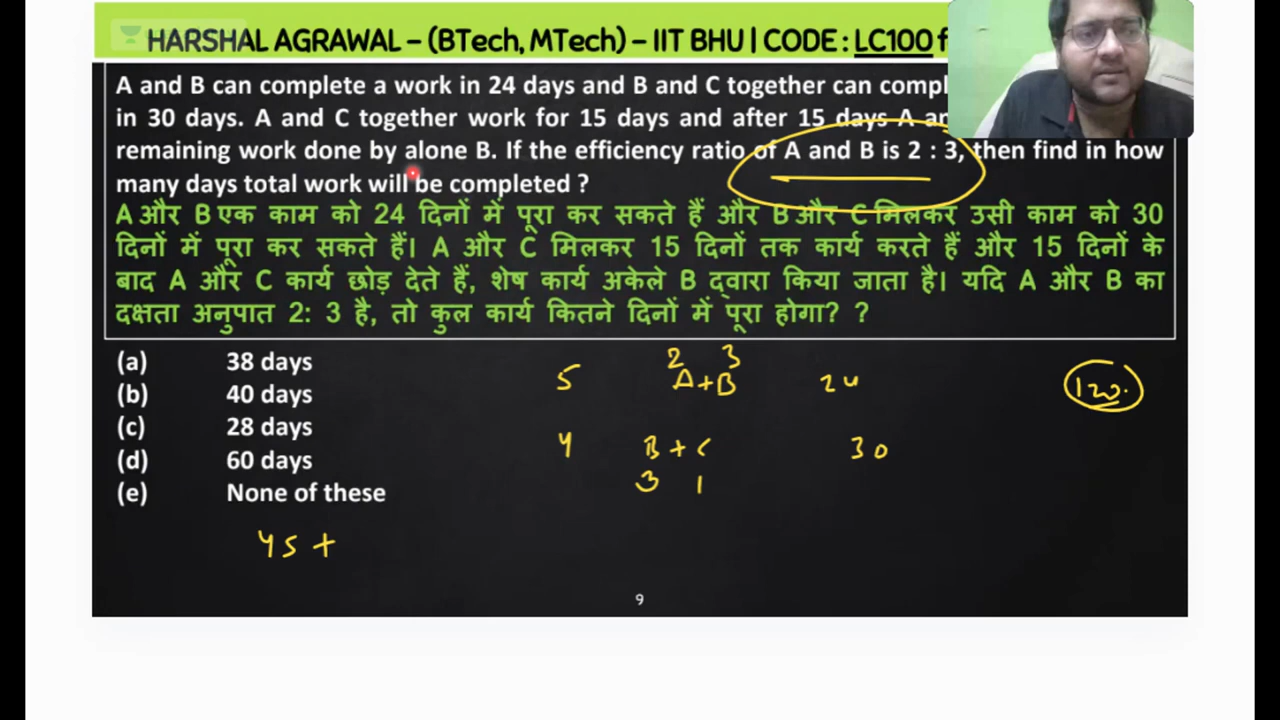 HARSHAL AGRAWAL – (BTech, MTech) – IIT BHU | CODE : LC100 f
A and B can complete a work in 24 days and B and C together can compl
in 30 days. A and C together work for 15 days and after 15 days A an
remaining work done by alone B. If the efficiency ratio of A and B is 2 : 3, then find in how
many days total work will be completed ?
A और B एक काम को 24 दिनों में पूरा कर सकते हैं और B और C मिलकर उसी काम को 30
दिनों में पूरा कर सकते हैं। A और C मिलकर 15 दिनों तक कार्य करते हैं और 15 दिनों के
बाद A और C कार्य छोड़ देते हैं, शेष कार्य अकेले B द्वारा किया जाता है। यदि A और B का
दक्षता अनुपात 2: 3 है, तो कुल कार्य कितने दिनों में पूरा होगा? ?
(a) 38 days
(b) 40 days
(c) 28 days
(d) 60 days
(e) None of these
2 3
5 A+B 24
120.
4 B + C 30
3 1
45 +
9